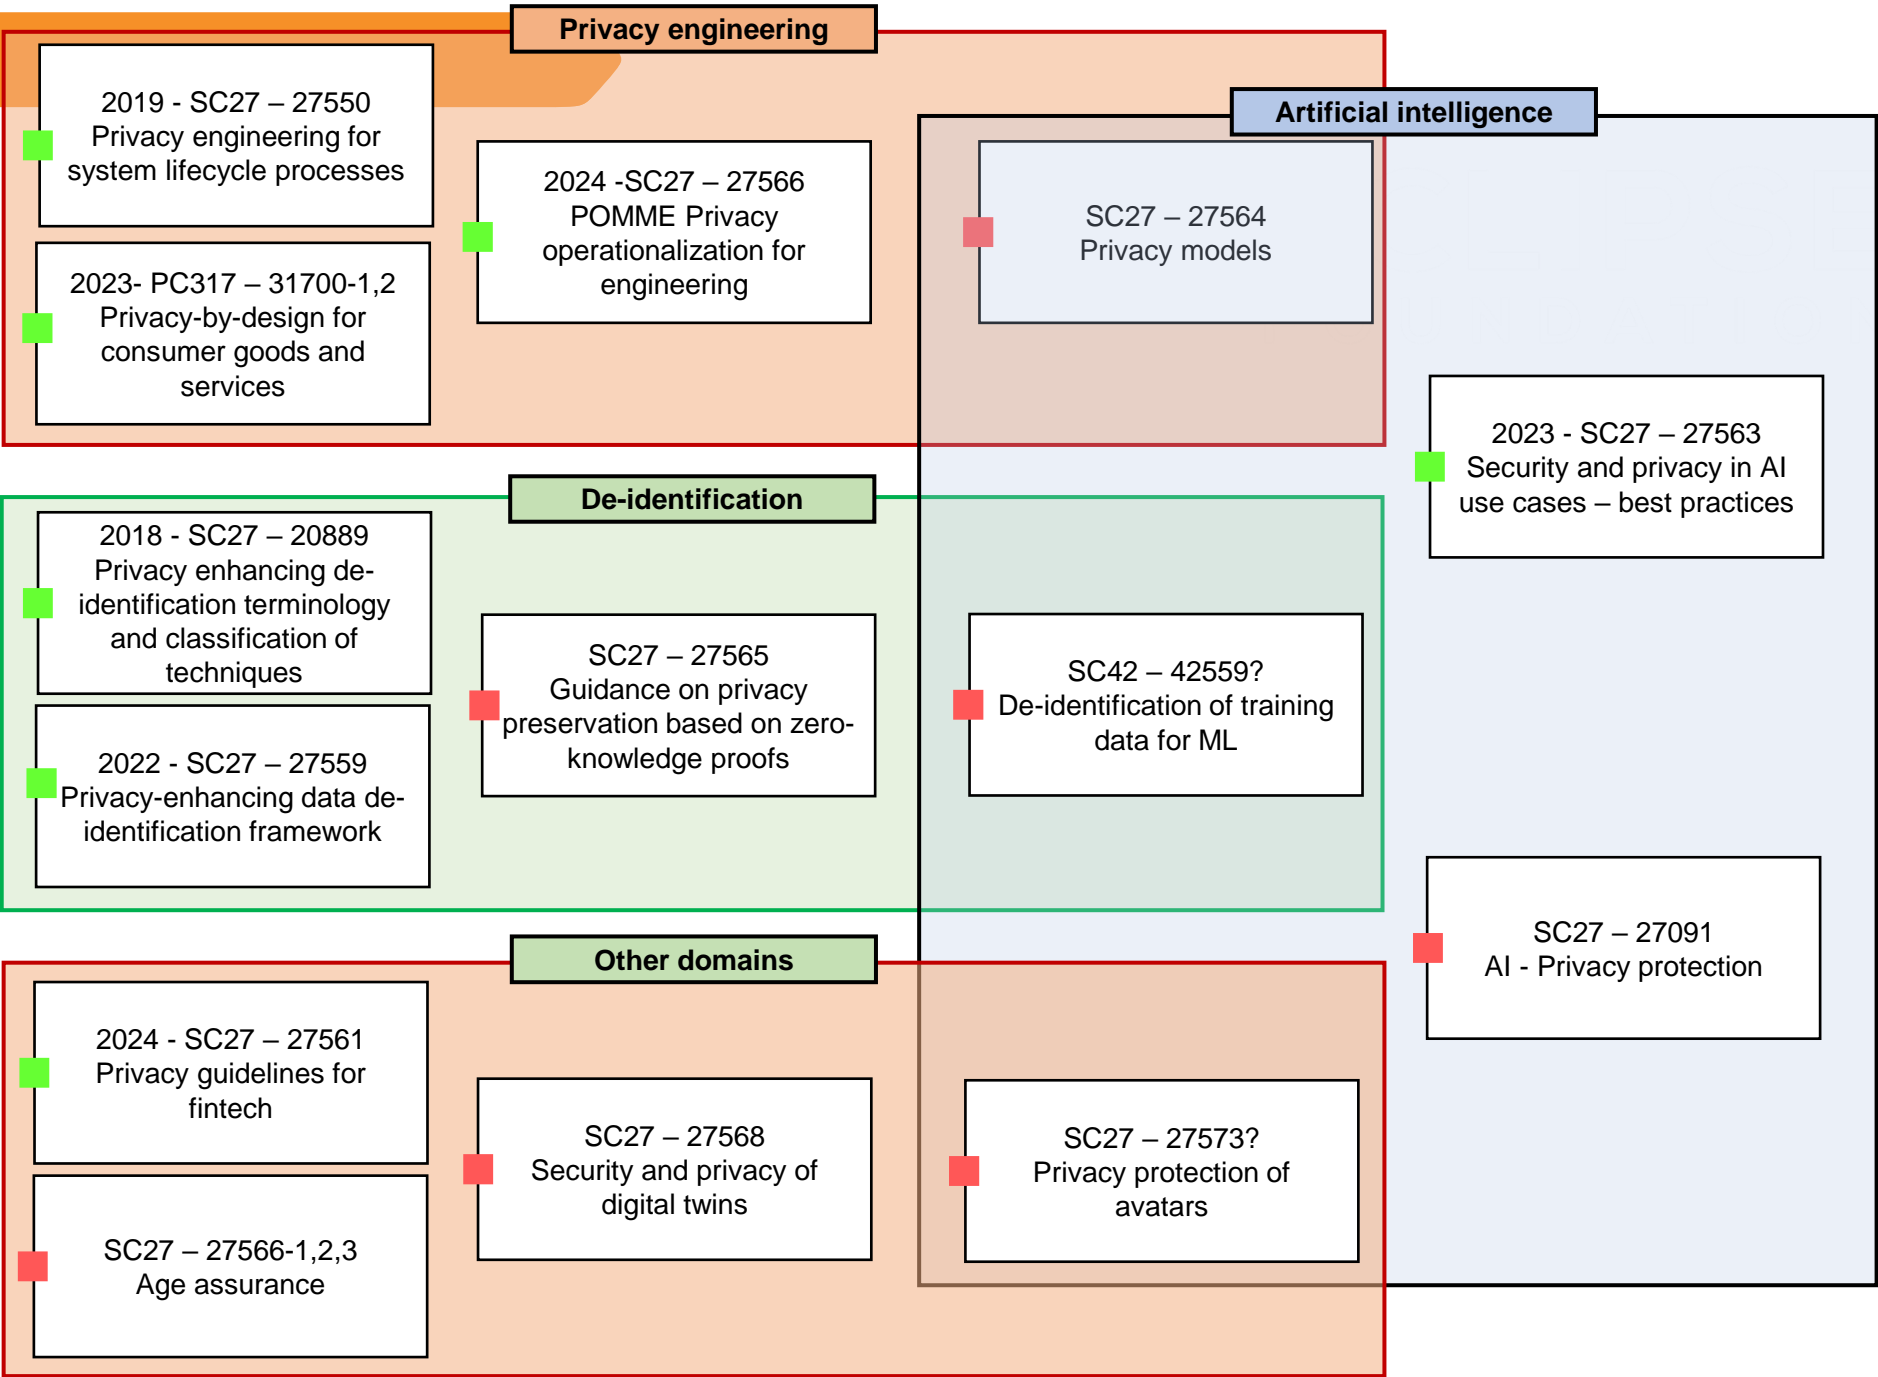 Privacy engineering
2019 - SC27 – 27550
Privacy engineering for
system lifecycle processes
2023- PC317 – 31700-1,2
Privacy-by-design for
consumer goods and
services
2024 -SC27 – 27566
POMME Privacy
operationalization for
engineering
Artificial intelligence
SC27 – 27564
Privacy models
2023 - SC27 – 27563
Security and privacy in AI
use cases – best practices
De-identification
2018 - SC27 – 20889
Privacy enhancing de-
identification terminology
and classification of
techniques
2022 - SC27 – 27559
Privacy-enhancing data de-
identification framework
SC27 – 27565
Guidance on privacy
preservation based on zero-
knowledge proofs
SC42 – 42559?
De-identification of training
data for ML
SC27 – 27091
AI - Privacy protection
Other domains
2024 - SC27 – 27561
Privacy guidelines for
fintech
SC27 – 27566-1,2,3
Age assurance
SC27 – 27568
Security and privacy of
digital twins
SC27 – 27573?
Privacy protection of
avatars